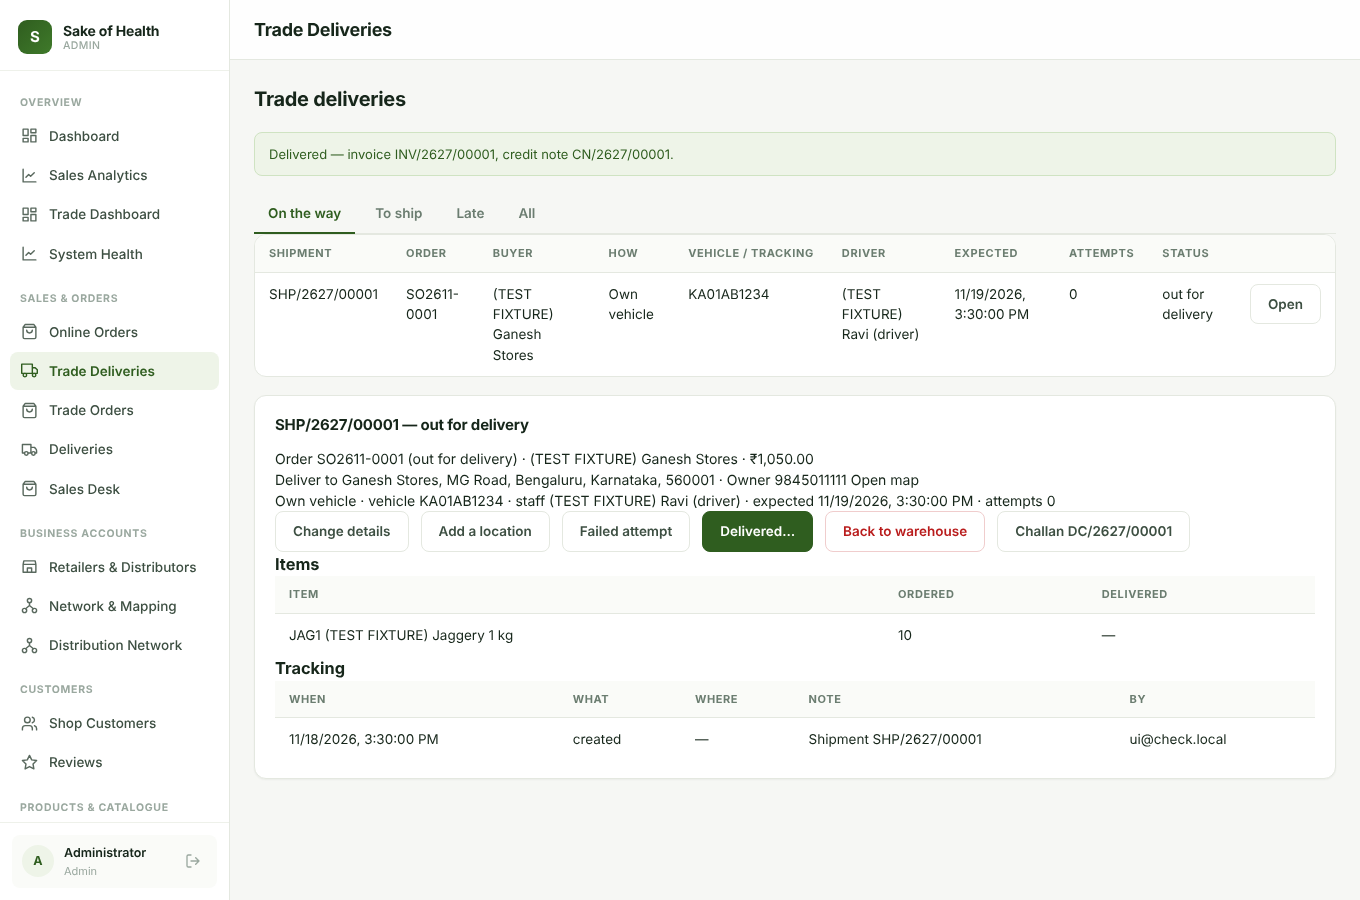 S
Sake of Health
ADMIN
OVERVIEW
Dashboard
Sales Analytics
Trade Dashboard
System Health
SALES & ORDERS
Online Orders
Trade Deliveries
Trade Orders
Deliveries
Sales Desk
BUSINESS ACCOUNTS
Retailers & Distributors
Network & Mapping
Distribution Network
CUSTOMERS
Shop Customers
Reviews
PRODUCTS & CATALOGUE
A
Administrator
Admin
Trade Deliveries
Trade deliveries
Delivered — invoice INV/2627/00001, credit note CN/2627/00001.
On the way To ship Late All
SHIPMENT ORDER BUYER HOW VEHICLE / TRACKING DRIVER EXPECTED ATTEMPTS STATUS
SHP/2627/00001 SO2611- (TEST Own KA01AB1234 (TEST 11/19/2026, 0 out for Open
0001 FIXTURE) vehicle FIXTURE) 3:30:00 PM delivery
Ganesh Ravi (driver)
Stores
SHP/2627/00001 — out for delivery
Order SO2611-0001 (out for delivery) · (TEST FIXTURE) Ganesh Stores · ₹1,050.00
Deliver to Ganesh Stores, MG Road, Bengaluru, Karnataka, 560001 · Owner 9845011111 Open map
Own vehicle · vehicle KA01AB1234 · staff (TEST FIXTURE) Ravi (driver) · expected 11/19/2026, 3:30:00 PM · attempts 0
Change details Add a location Failed attempt Delivered... Back to warehouse Challan DC/2627/00001
Items
ITEM ORDERED DELIVERED
JAG1 (TEST FIXTURE) Jaggery 1 kg 10 —
Tracking
WHEN WHAT WHERE NOTE BY
11/18/2026, 3:30:00 PM created — Shipment SHP/2627/00001 ui@check.local